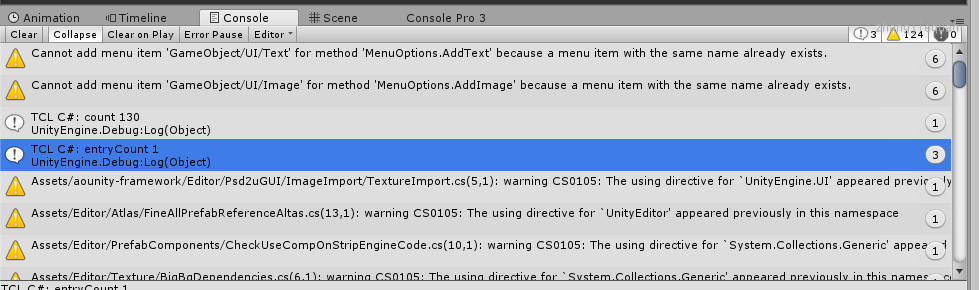 Animation
Timeline
Console
Scene
Console Pro 3
Clear
Collapse
Clear on Play
Error Pause
Editor
3
124
0
Cannot add menu item 'GameObject/UI/Text' for method 'MenuOptions.AddText' because a menu item with the same name already exists.
6
Cannot add menu item 'GameObject/UI/Image' for method 'MenuOptions.AddImage' because a menu item with the same name already exists.
6
TCL C#: count 130
UnityEngine.Debug:Log(Object)
1
TCL C#: entryCount 1
UnityEngine.Debug:Log(Object)
3
Assets/aounity-framework/Editor/Psd2uGUI/ImageImport/TextureImport.cs(5,1): warning CS0105: The using directive for `UnityEngine.UI' appeared previously
1
Assets/Editor/Atlas/FineAllPrefabReferenceAltas.cs(13,1): warning CS0105: The using directive for `UnityEditor' appeared previously in this namespace
1
Assets/Editor/PrefabComponents/CheckUseCompOnStripEngineCode.cs(10,1): warning CS0105: The using directive for `System.Collections.Generic' appeared
1
Assets/Editor/Texture/BigBgDependencies.cs(6,1): warning CS0105: The using directive for `System.Collections.Generic' appeared previously in this
TCL C#: entryCount 1